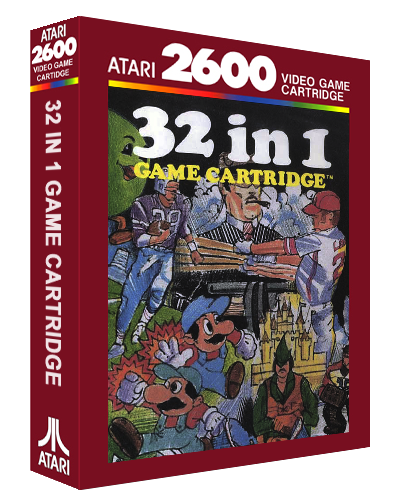 ATARI
2600
VIDEO GAME
CARTRIDGE
32 IN 1 GAME CARTRIDGE
ATARI
ATARI 2600 VIDEO GAME
CARTRIDGE
32 in 1
GAME CARTRIDGE™